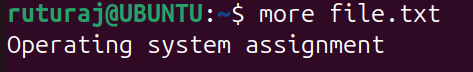 ruturaj@UBUNTU:~$ more file.txt
Operating system assignment